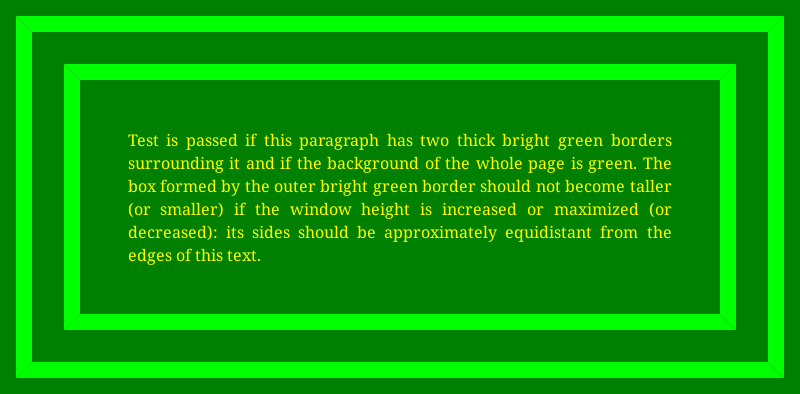 Test is passed if this paragraph has two thick bright green borders
surrounding it and if the background of the whole page is green. The
box formed by the outer bright green border should not become taller
(or smaller) if the window height is increased or maximized (or
decreased): its sides should be approximately equidistant from the
edges of this text.